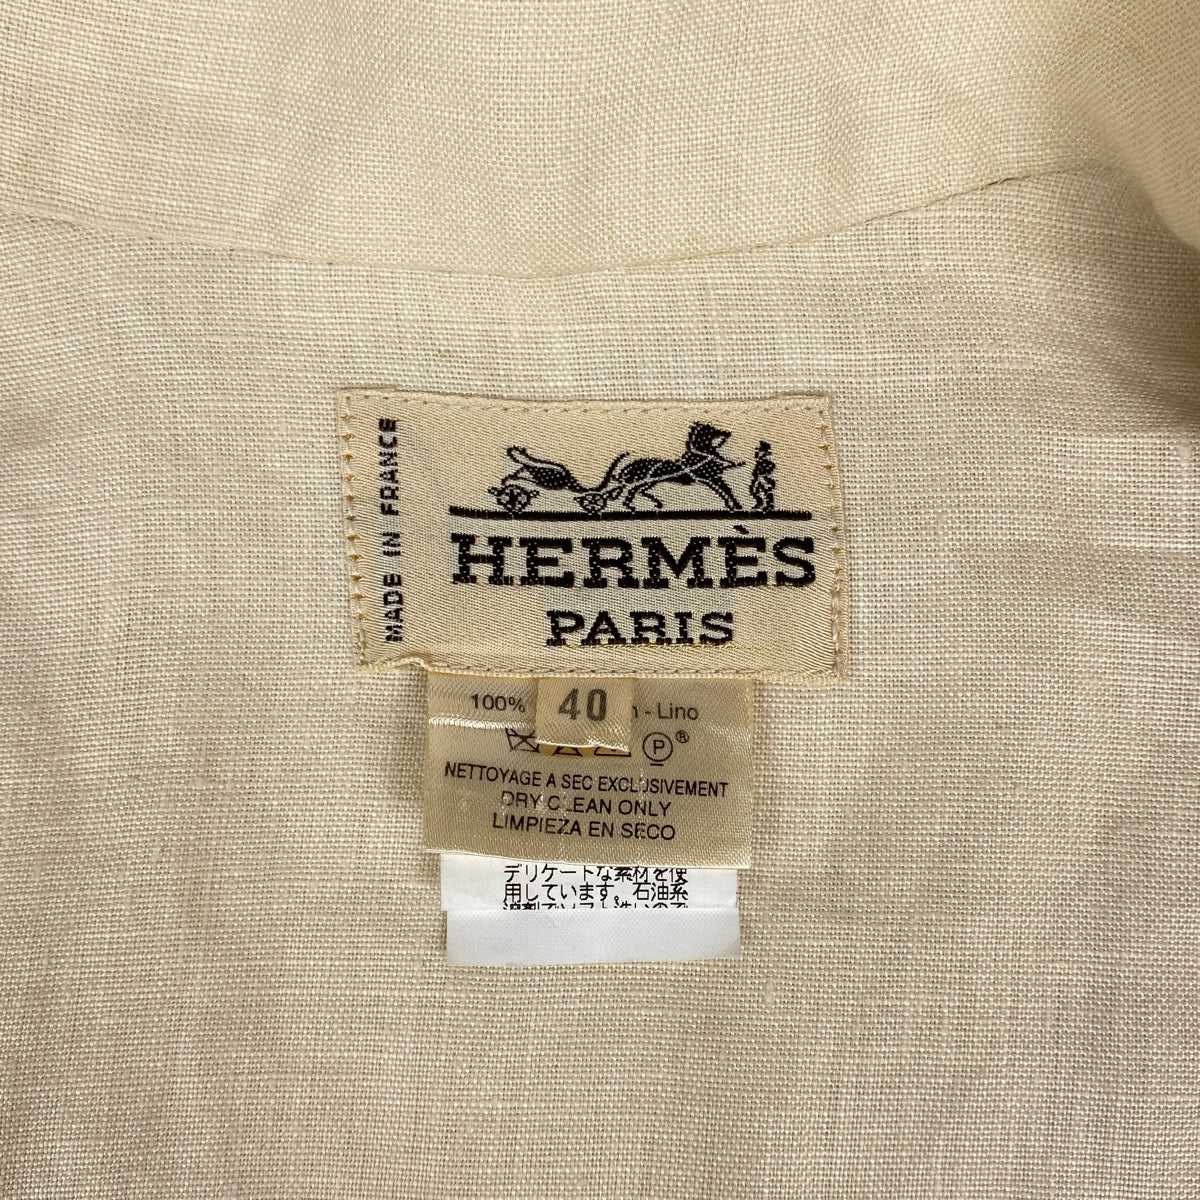 MADE IN FRANCE
HERMÈS
PARIS
40
100% - Lino
P®
NETTOYAGE A SEC EXCLUSIVEMENT
DRY CLEAN ONLY
LIMPIEZA EN SECO
デリケートな素材を使
用しています。石油系